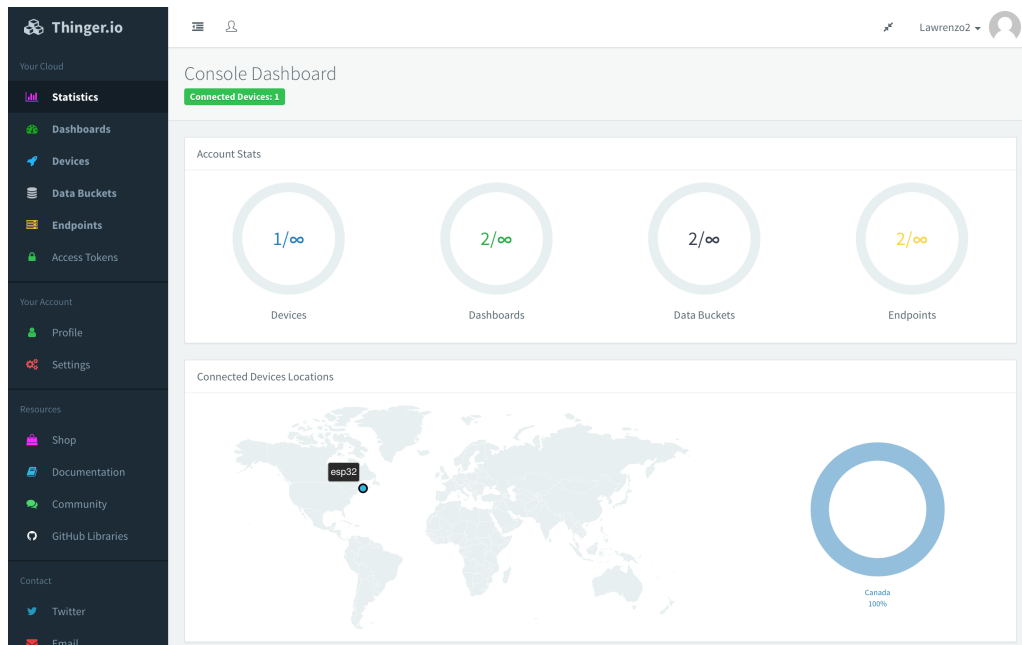 Thinger.io
Lawrenzo2
Your Cloud
Statistics
Dashboards
Devices
Data Buckets
Endpoints
Access Tokens
Your Account
Profile
Settings
Resources
Shop
Documentation
Community
GitHub Libraries
Contact
Twitter
Email
Console Dashboard
Connected Devices: 1
Account Stats
1/∞
2/∞
2/∞
2/∞
Devices
Dashboards
Data Buckets
Endpoints
Connected Devices Locations
esp32
Canada
100%